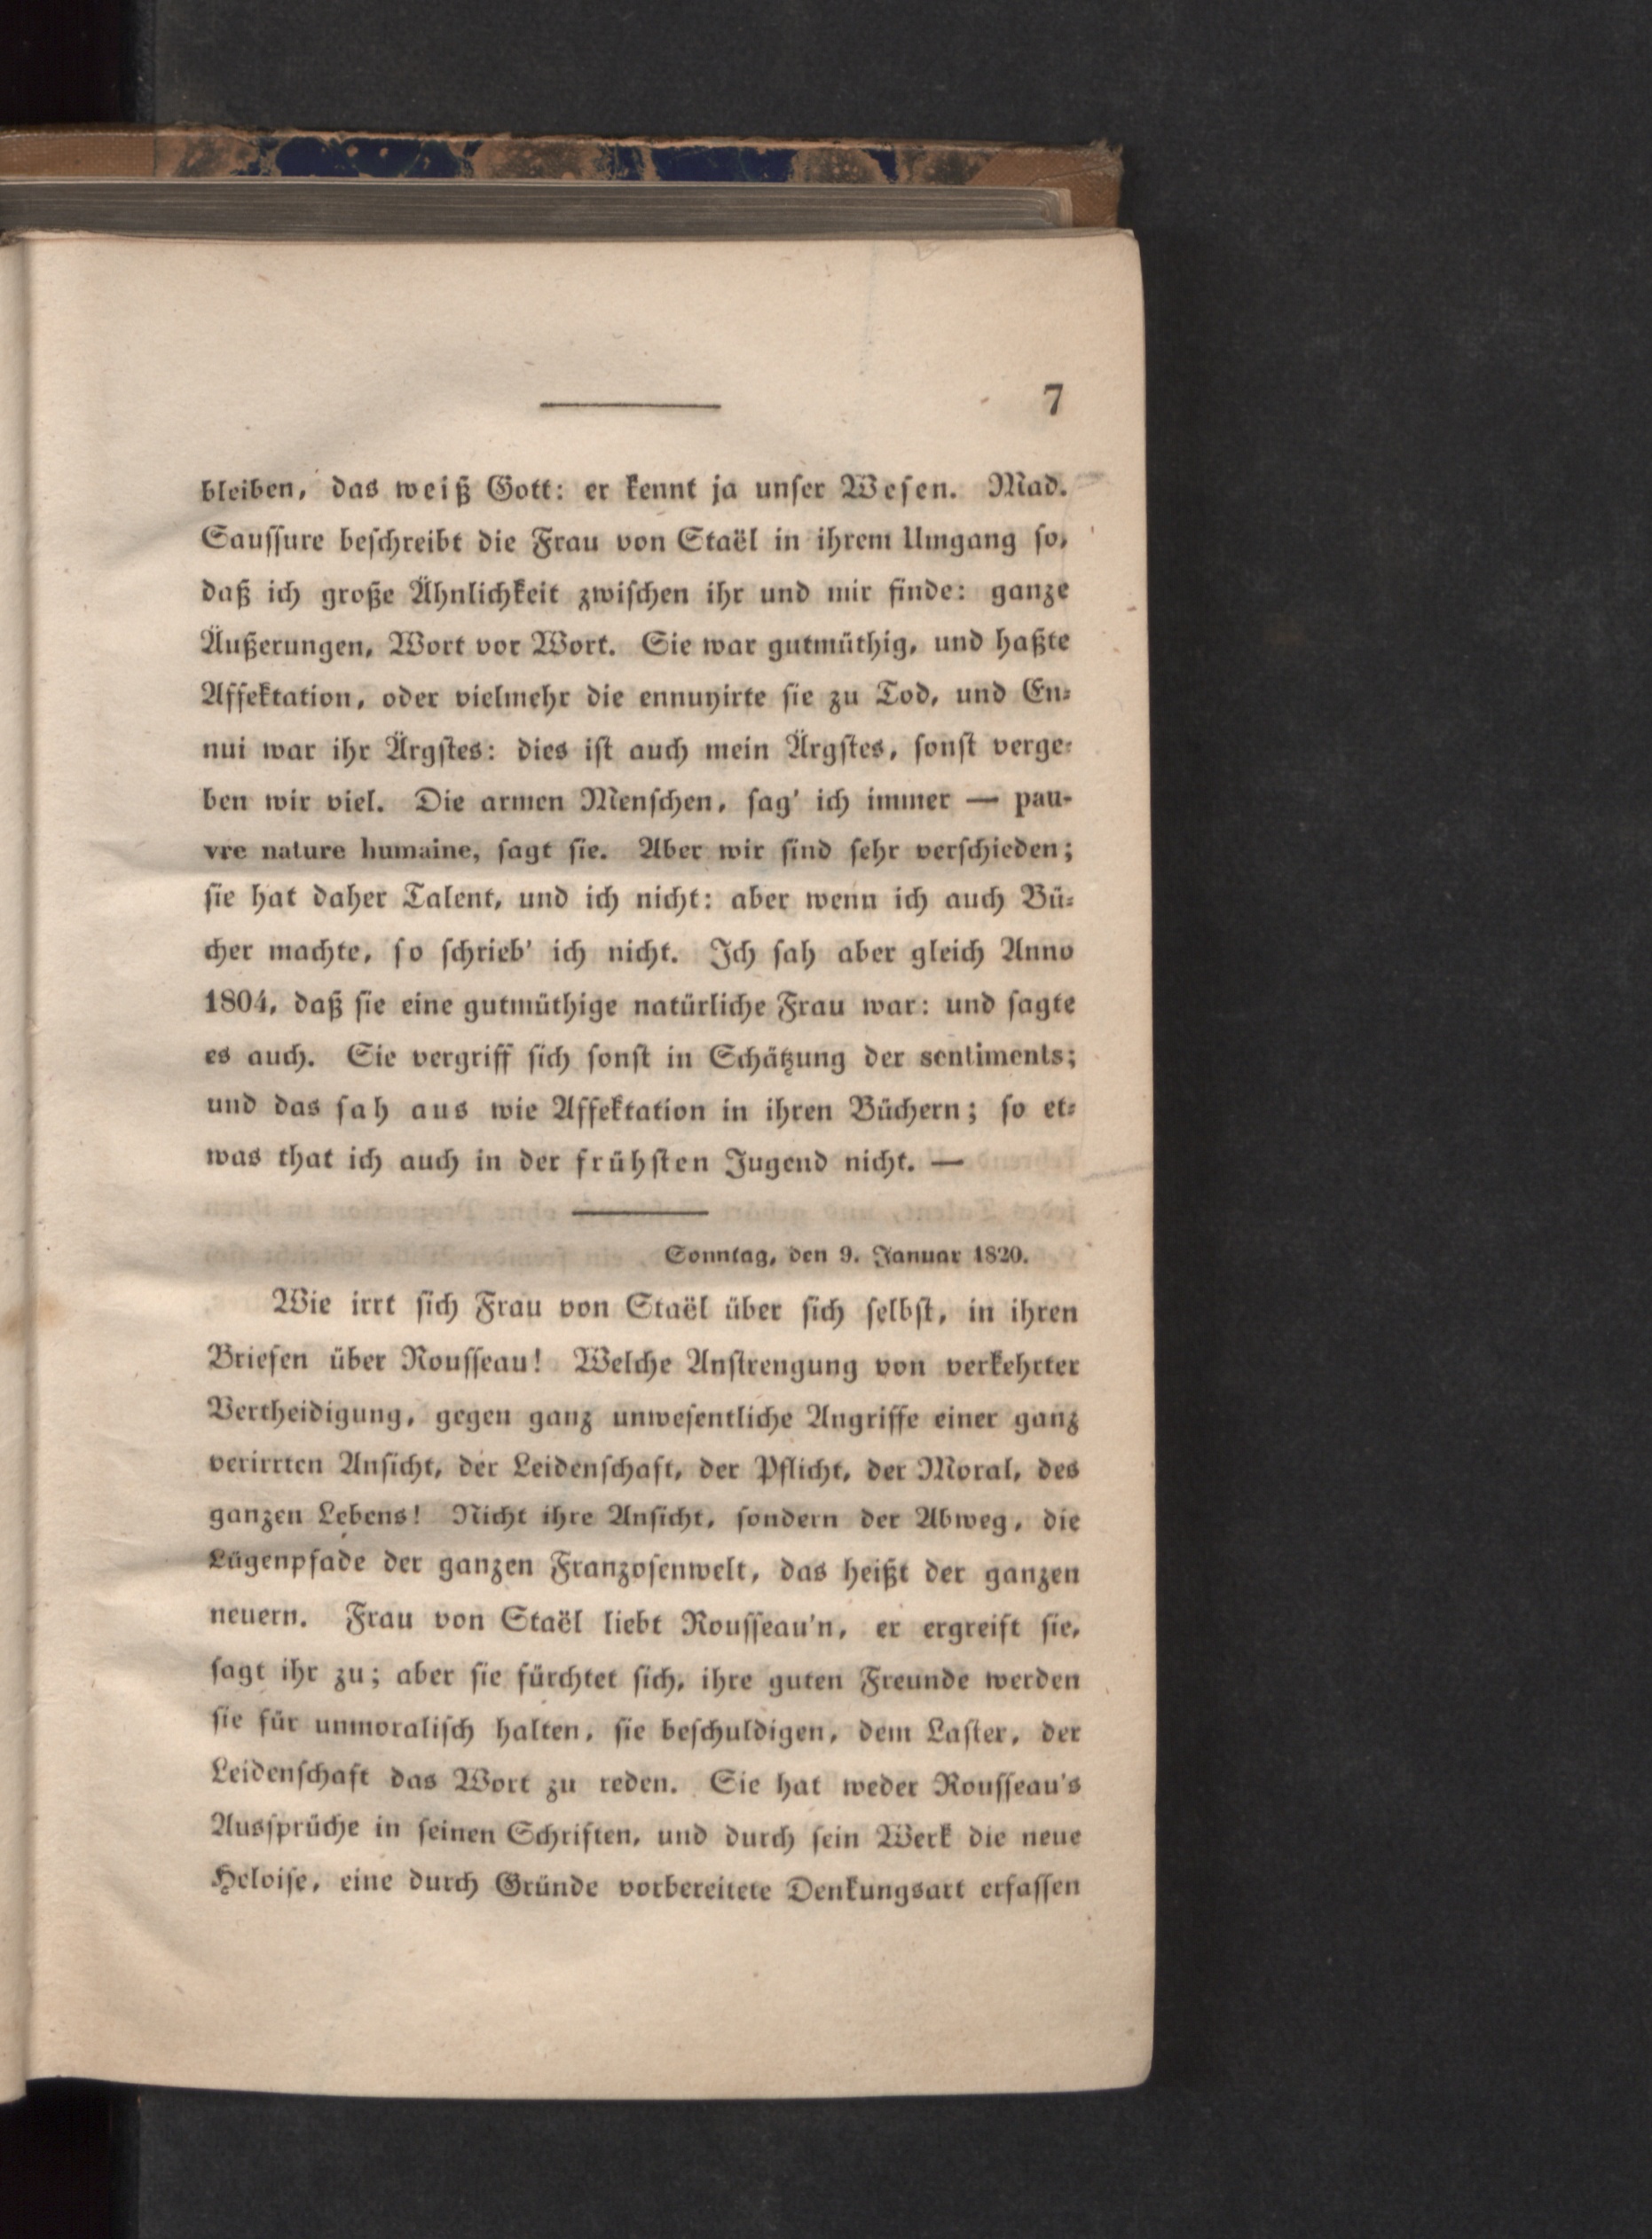 7
bleiben, das weiß Gott: er kennt ja unſer Weſen. Mad.
Sauſſure beſchreibt die Frau von Staël in ihrem Umgang ſo,
daß ich große Ähnlichkeit zwiſchen ihr und mir finde: ganze
Äußerungen, Wort vor Wort. Sie war gutmüthig, und haßte
Affektation, oder vielmehr die ennuyirte ſie zu Tod, und En⸗
nui war ihr Ärgſtes: dies iſt auch mein Ärgſtes, ſonſt verge⸗
ben wir viel. Die armen Menſchen, ſag' ich immer — pau-
vre nature humaine, ſagt ſie. Aber wir ſind ſehr verſchieden;
ſie hat daher Talent, und ich nicht: aber wenn ich auch Bü⸗
cher machte, ſo ſchrieb' ich nicht. Ich ſah aber gleich Anno
1804, daß ſie eine gutmüthige natürliche Frau war: und ſagte
es auch. Sie vergriff ſich ſonſt in Schätzung der sentiments;
und das ſah aus wie Affektation in ihren Büchern; ſo et⸗
was that ich auch in der frühſten Jugend nicht. —
Sonntag, den 9. Januar 1820.
Wie irrt ſich Frau von Staël über ſich ſelbſt, in ihren
Briefen über Rouſſeau! Welche Anſtrengung von verkehrter
Vertheidigung, gegen ganz unweſentliche Angriffe einer ganz
verirrten Anſicht, der Leidenſchaft, der Pflicht, der Moral, des
ganzen Lebens! Nicht ihre Anſicht, ſondern der Abweg, die
Lügenpfade der ganzen Franzoſenwelt, das heißt der ganzen
neuern. Frau von Staël liebt Rouſſeau'n, er ergreift ſie,
ſagt ihr zu; aber ſie fürchtet ſich, ihre guten Freunde werden
ſie für unmoraliſch halten, ſie beſchuldigen, dem Laſter, der
Leidenſchaft das Wort zu reden. Sie hat weder Rouſſeau's
Ausſprüche in ſeinen Schriften, und durch ſein Werk die neue
Heloiſe, eine durch Gründe vorbereitete Denkungsart erfaſſen